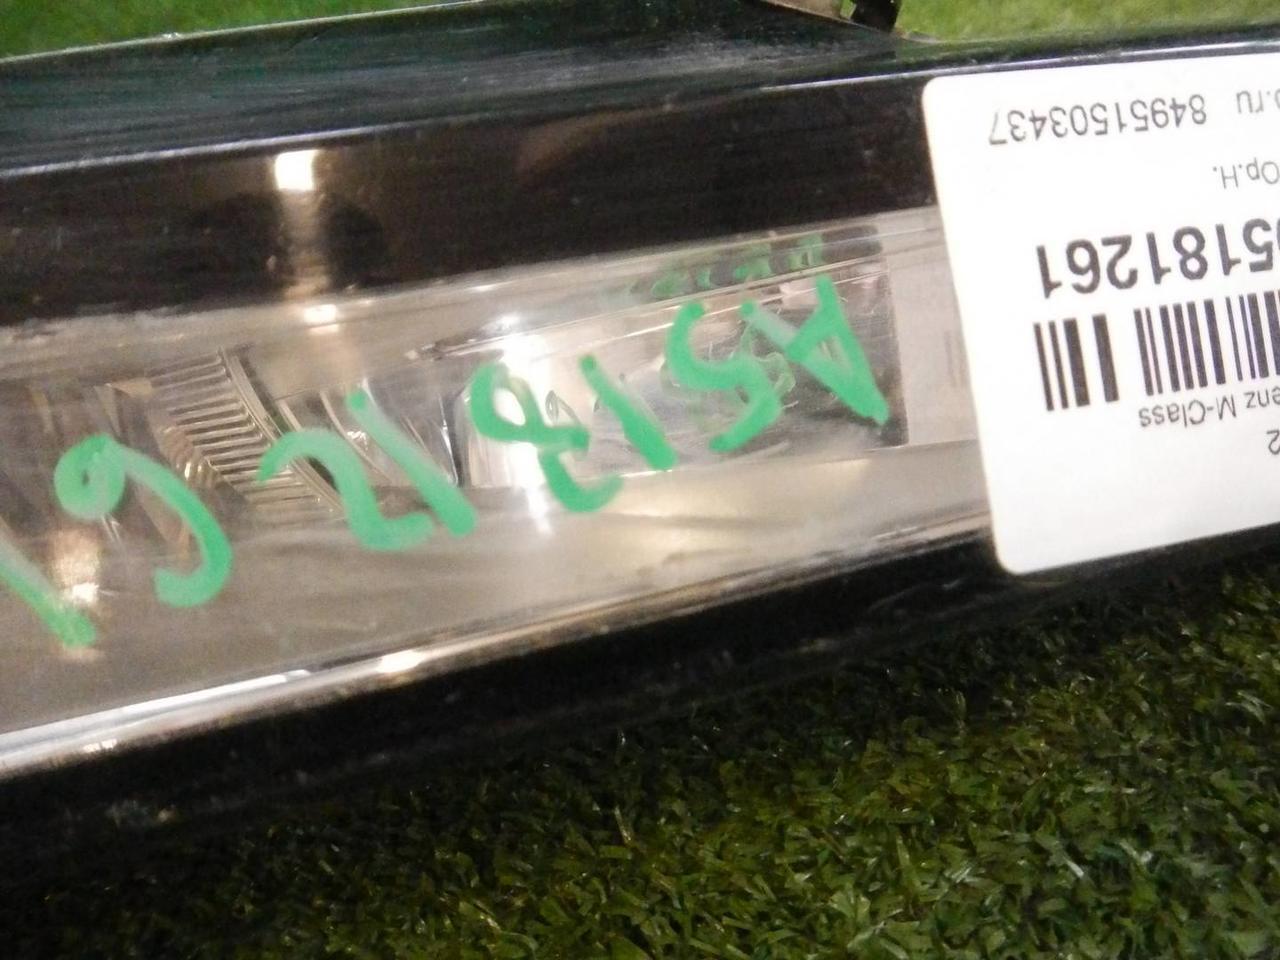 2
enz M-Class
5181261
Op.H.
o.ru 84951503437
A5181261